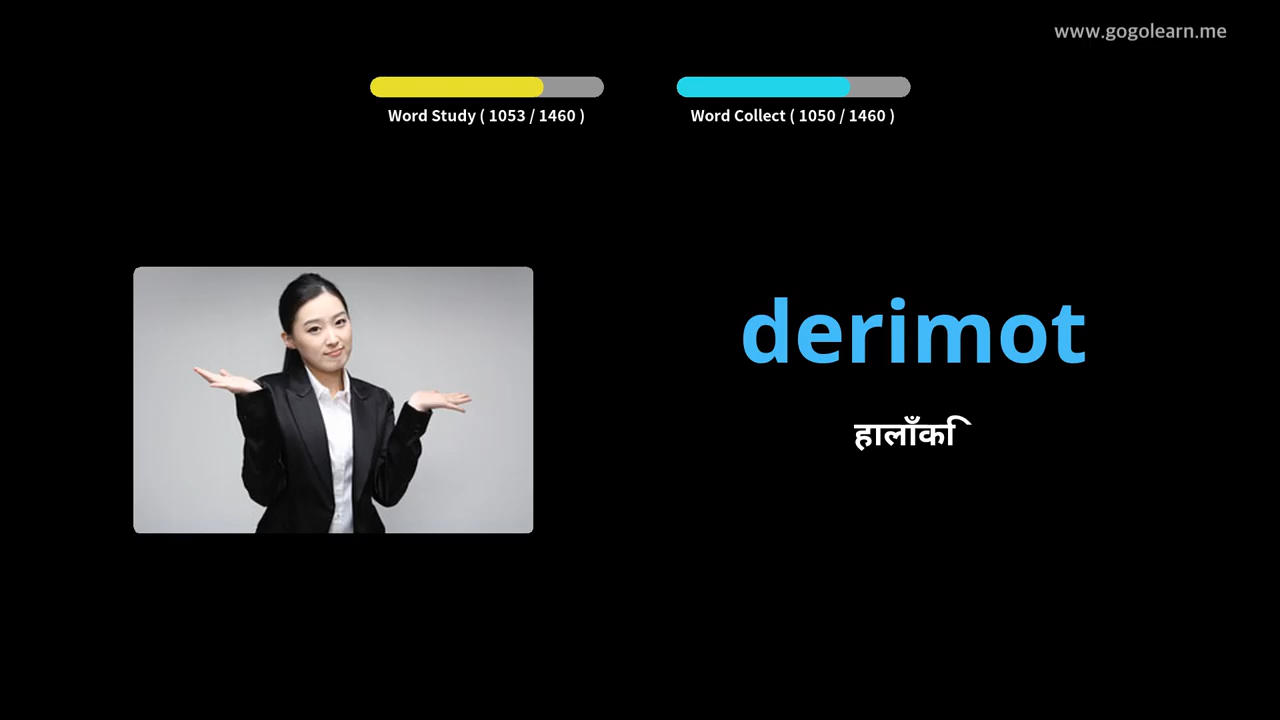 www.gogolearn.me
Word Study ( 1053 / 1460 )
Word Collect ( 1050 / 1460 )
derimot
हालाँकि